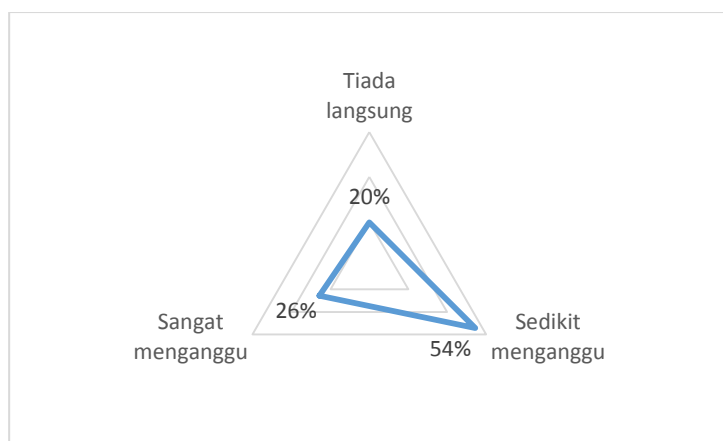 Tiada
langsung
20%
Sangat
menganggu
26%
Sedikit
menganggu
54%